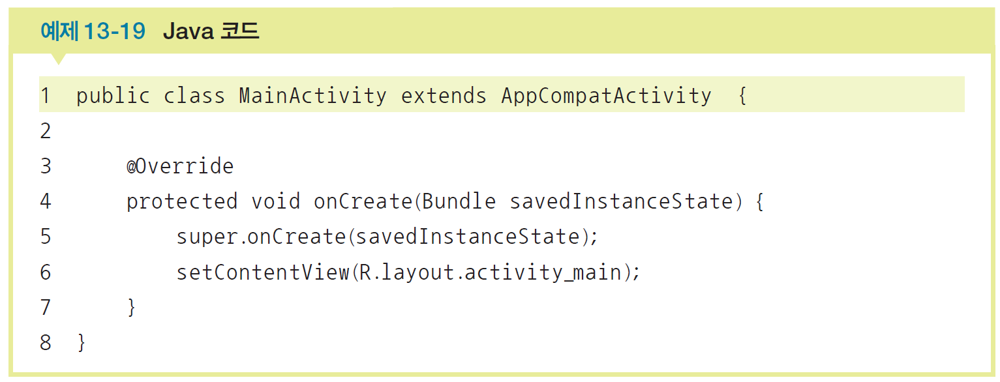 예제 13-19 Java 코드
1 public class MainActivity extends AppCompatActivity {
2
3 @Override
4 protected void onCreate(Bundle savedInstanceState) {
5 super.onCreate(savedInstanceState);
6 setContentView(R.layout.activity_main);
7 }
8 }